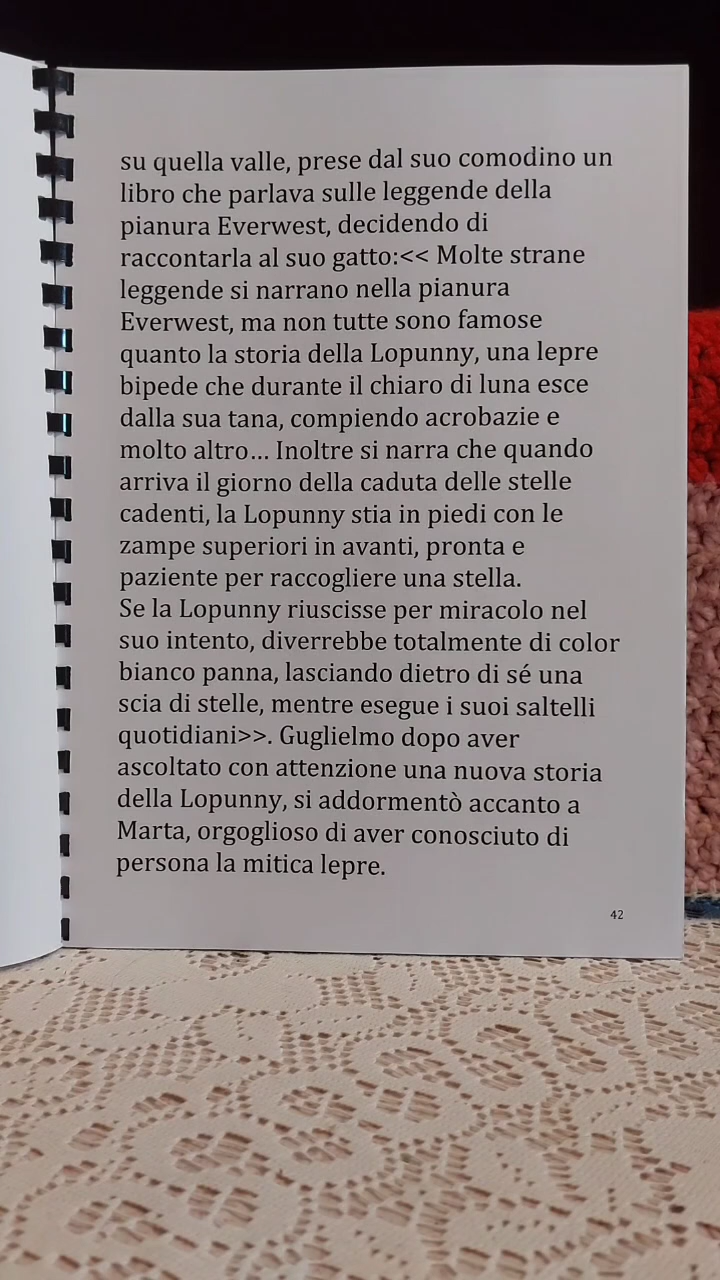 su quella valle, prese dal suo comodino un
libro che parlava sulle leggende della
pianura Everwest, decidendo di
raccontarla al suo gatto:<< Molte strane
leggende si narrano nella pianura
Everwest, ma non tutte sono famose
quanto la storia della Lopunny, una lepre
bipede che durante il chiaro di luna esce
dalla sua tana, compiendo acrobazie e
molto altro... Inoltre si narra che quando
arriva il giorno della caduta delle stelle
cadenti, la Lopunny stia in piedi con le
zampe superiori in avanti, pronta e
paziente per raccogliere una stella.
Se la Lopunny riuscisse per miracolo nel
suo intento, diverrebbe totalmente di color
bianco panna, lasciando dietro di sé una
scia di stelle, mentre esegue i suoi saltelli
quotidiani>>. Guglielmo dopo aver
ascoltato con attenzione una nuova storia
della Lopunny, si addormentò accanto a
Marta, orgoglioso di aver conosciuto di
persona la mitica lepre.
42